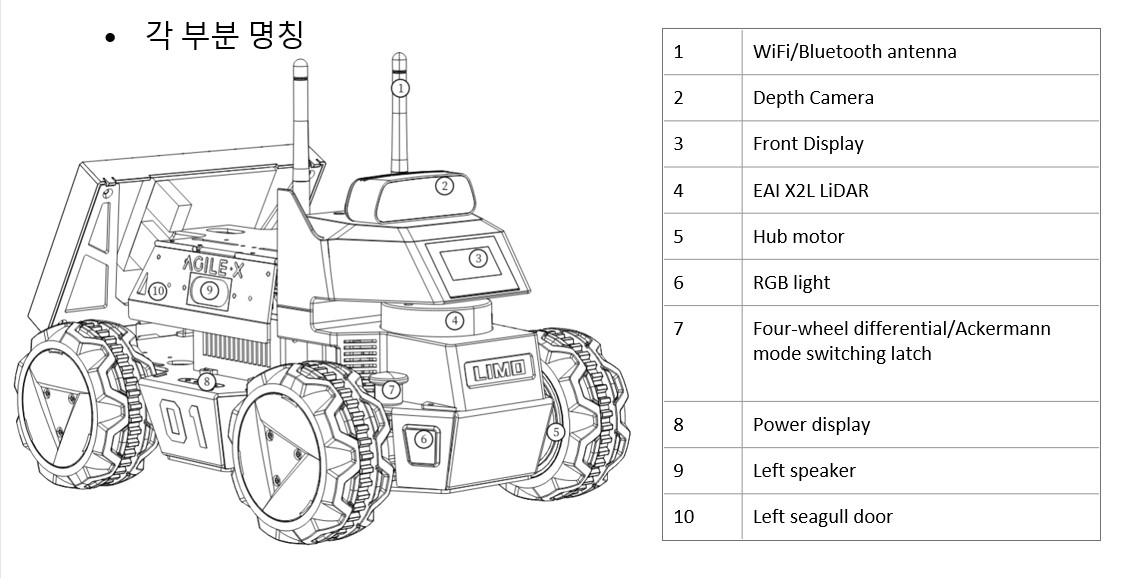 • 각 부분 명칭
1
2
3
4
5
6
7
8
9
10
AGILE·X
LIMO
01
1 WiFi/Bluetooth antenna
2 Depth Camera
3 Front Display
4 EAI X2L LiDAR
5 Hub motor
6 RGB light
7 Four-wheel differential/Ackermann
mode switching latch
8 Power display
9 Left speaker
10 Left seagull door